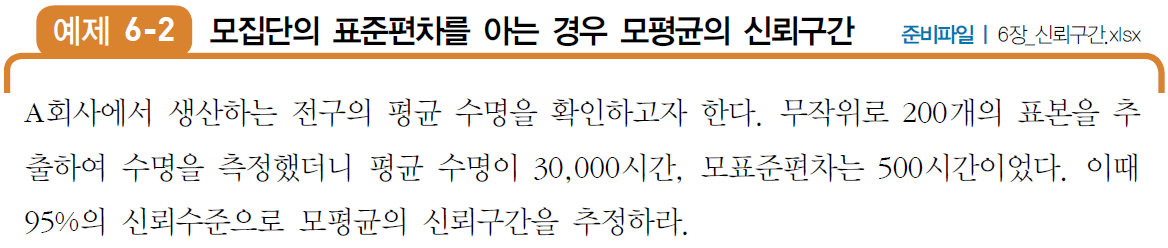 예제 6-2 모집단의 표준편차를 아는 경우 모평균의 신뢰구간 준비파일 | 6장_신뢰구간.xlsx
A회사에서 생산하는 전구의 평균 수명을 확인하고자 한다. 무작위로 200개의 표본을 추
출하여 수명을 측정했더니 평균 수명이 30,000시간, 모표준편차는 500시간이었다. 이때
95%의 신뢰수준으로 모평균의 신뢰구간을 추정하라.